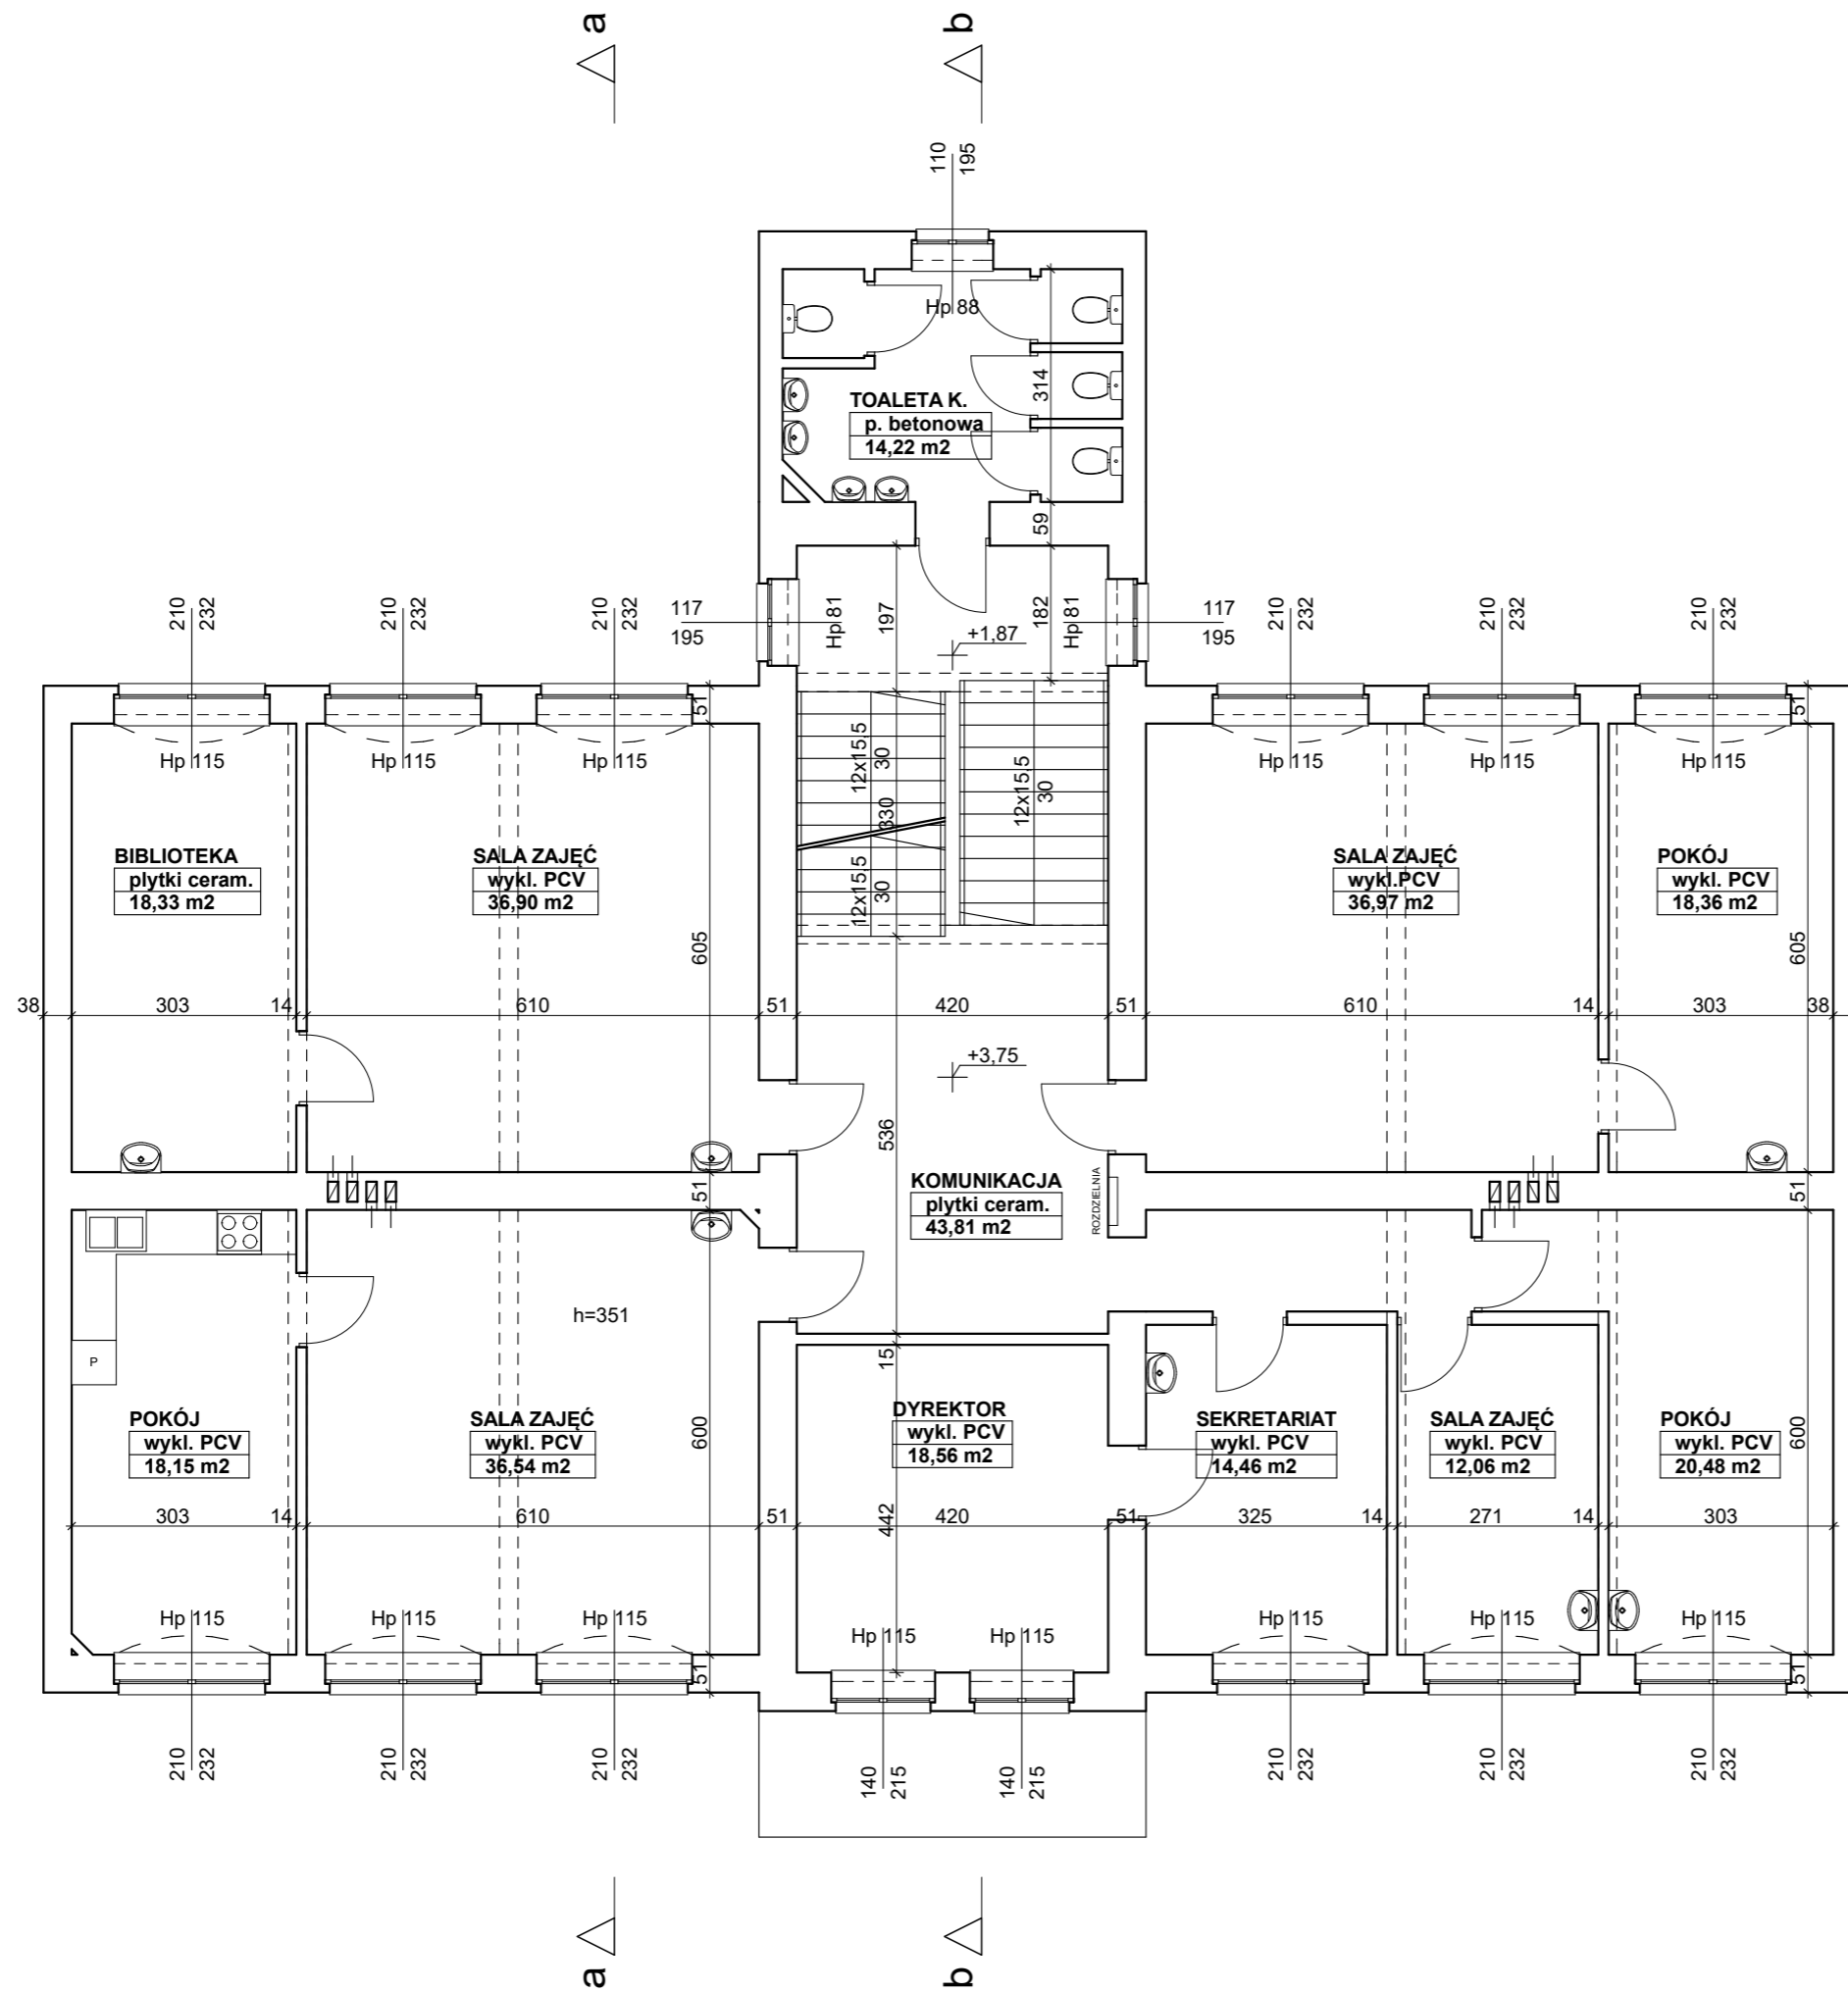 a
b
110
195
Hp 88
314
TOALETA K.
p. betonowa
14,22 m2
59
210
232
210
232
210
232
117
195
Hp 81
197
182
Hp 81
117
195
210
232
210
232
210
232
+1,87
51
51
Hp 115
Hp 115
Hp 115
12x15,5
30
330
12x15,5
30
12x15,5
30
Hp 115
Hp 115
Hp 115
BIBLIOTEKA
plytki ceram.
18,33 m2
SALA ZAJĘĆ
wykl. PCV
36,90 m2
SALA ZAJĘĆ
wykl.PCV
36,97 m2
POKÓJ
wykl. PCV
18,36 m2
605
605
38
303
14
610
51
420
51
610
14
303
38
+3,75
536
KOMUNIKACJA
plytki ceram.
43,81 m2
ROZDZIELNIA
51
51
h=351
P
15
POKÓJ
wykl. PCV
18,15 m2
SALA ZAJĘĆ
wykl. PCV
36,54 m2
600
DYREKTOR
wykl. PCV
18,56 m2
SEKRETARIAT
wykl. PCV
14,46 m2
SALA ZAJĘĆ
wykl. PCV
12,06 m2
POKÓJ
wykl. PCV
20,48 m2
600
303
14
610
51
442
420
51
325
14
271
14
303
Hp 115
Hp 115
Hp 115
Hp 115
Hp 115
Hp 115
Hp 115
Hp 115
51
51
210
232
210
232
210
232
140
215
140
215
210
232
210
232
210
232
a
b